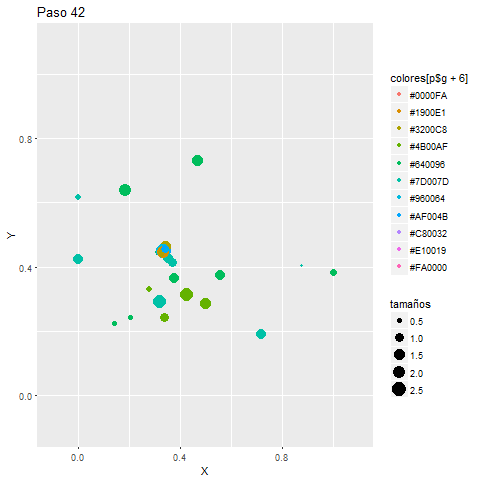 Paso 42
Y
0.8
0.4
0.0
0.0
0.4
0.8
X
colores[p$g + 6]
#0000FA
#1900E1
#3200C8
#4B00AF
#640096
#7D007D
#960064
#AF004B
#C80032
#E10019
#FA0000
tamaños
0.5
1.0
1.5
2.0
2.5